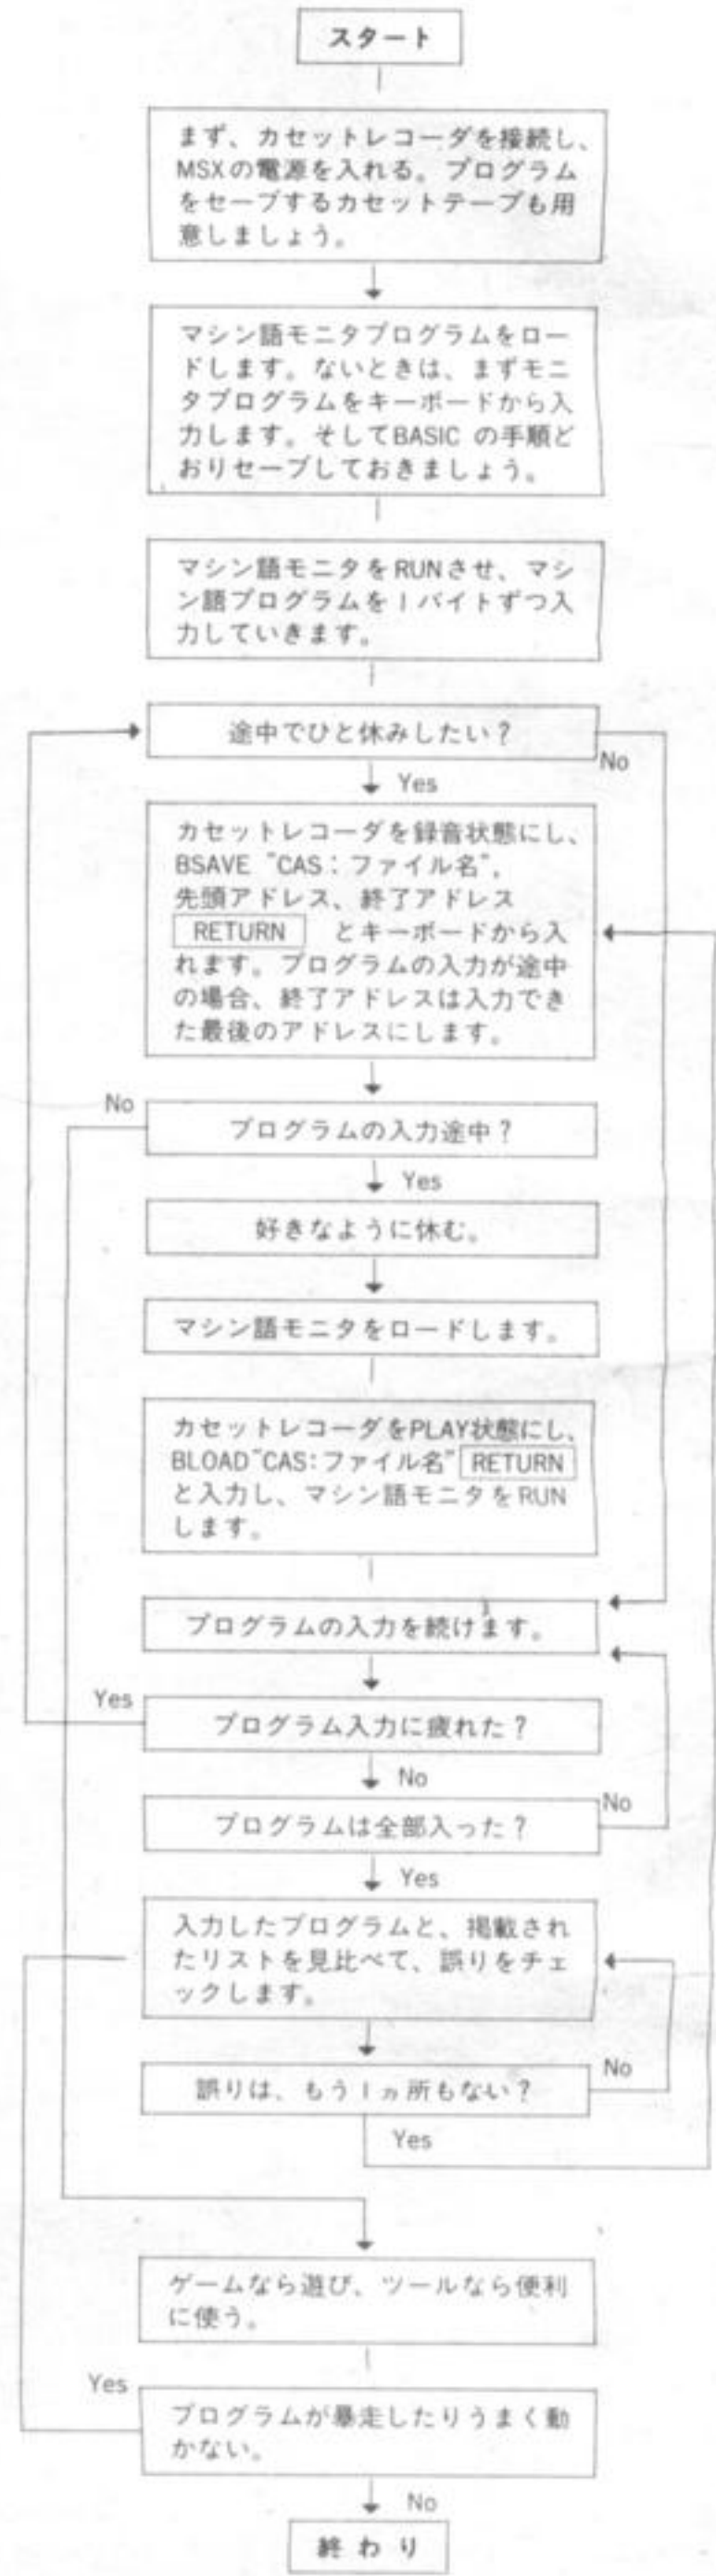 スタート
まず、カセットレコーダを接続し、
MSXの電源を入れる。プログラム
をセーブするカセットテープも用
意しましょう。
マシン語モニタプログラムをロー
ドします。ないときは、まずモニ
タプログラムをキーボードから入
力します。そしてBASIC の手順ど
おりセーブしておきましょう。
マシン語モニタをRUNさせ、マシ
ン語プログラムを1バイトずつ入
力していきます。
途中でひと休みしたい？
No
Yes
カセットレコーダを録音状態にし、
BSAVE "CAS：ファイル名"，
先頭アドレス、終了アドレス
RETURN とキーボードから入
れます。プログラムの入力が途中
の場合、終了アドレスは入力でき
た最後のアドレスにします。
No
プログラムの入力途中？
Yes
好きなように休む。
マシン語モニタをロードします。
カセットレコーダをPLAY状態にし、
BLOAD"CAS：ファイル名" RETURN
と入力し、マシン語モニタをRUN
します。
プログラムの入力を続けます。
Yes
プログラム入力に疲れた？
No
No
プログラムは全部入った？
Yes
入力したプログラムと、掲載され
たリストを見比べて、誤りをチェ
ックします。
No
誤りは、もう1ヵ所もない？
Yes
ゲームなら遊び、ツールなら便利
に使う。
Yes
プログラムが暴走したりうまく動
かない。
No
終わり